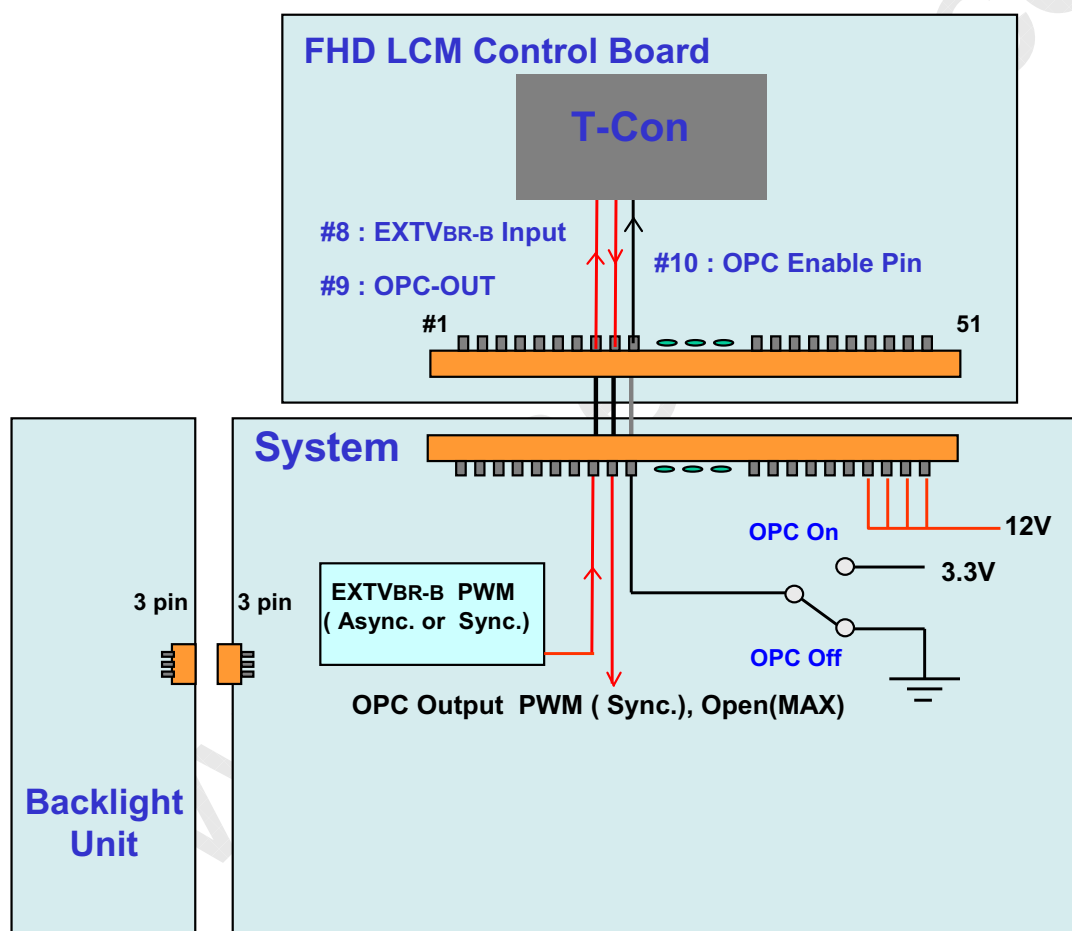 FHD LCM Control Board
T-Con
#8 : EXTVBR-B Input
#9 : OPC-OUT
#10 : OPC Enable Pin
#1
51
System
12V
OPC On
3.3V
3 pin
3 pin
EXTVBR-B PWM
( Async. or Sync.)
OPC Off
OPC Output PWM ( Sync.), Open(MAX)
Backlight
Unit